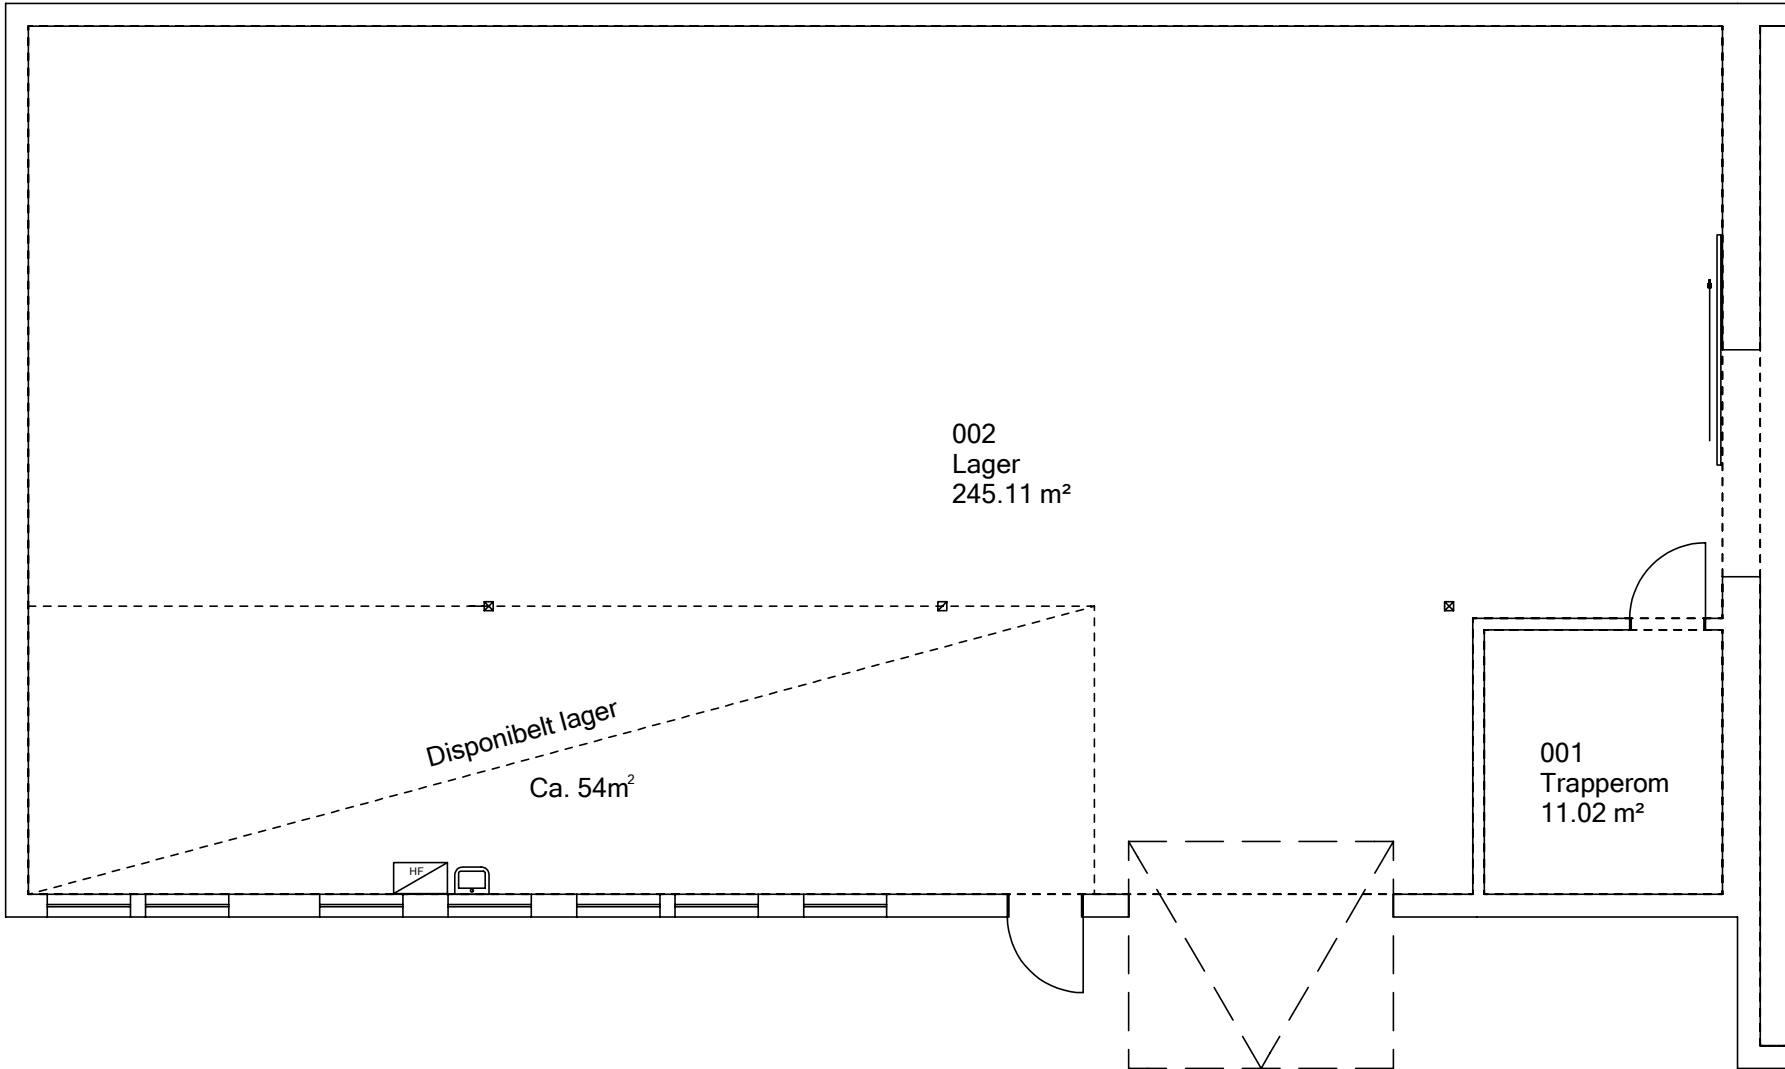 002
Lager
245.11 m²
Disponibelt lager
Ca. 54m²
HF
001
Trapperom
11.02 m²